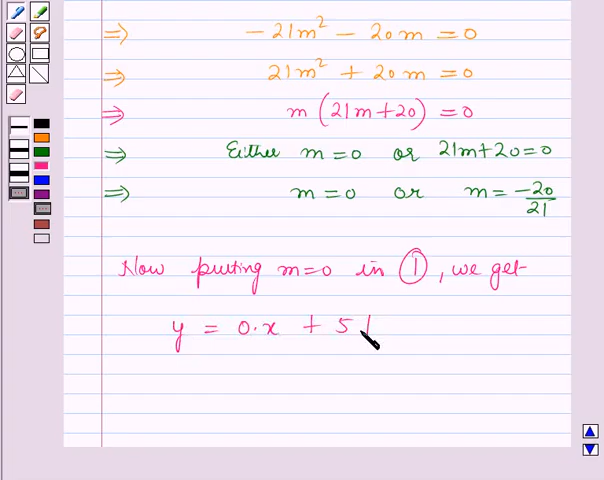 ⇒ -21m² - 20m = 0
⇒ 21m² + 20m = 0
⇒ m (21m+20) = 0
⇒ Either m = 0 or 21m+20=0
⇒ m = 0 or m = -20/21
Now putting m=0 in ①, we get
y = 0.x + 5